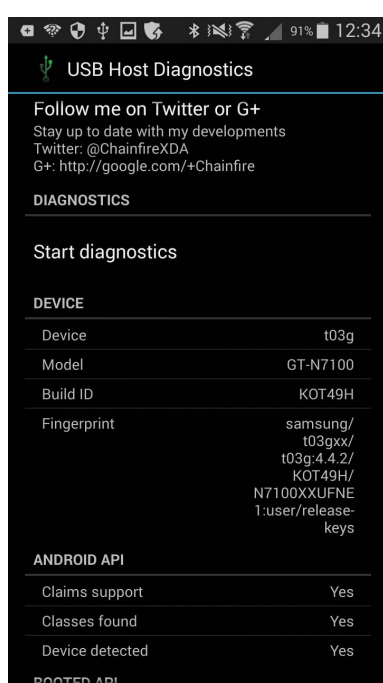 91% 12:34
USB Host Diagnostics
Follow me on Twitter or G+
Stay up to date with my developments
Twitter: @ChainfireXDA
G+: http://google.com/+Chainfire
DIAGNOSTICS
Start diagnostics
DEVICE
Device t03g
Model GT-N7100
Build ID KOT49H
Fingerprint samsung/
t03gxx/
t03g:4.4.2/
KOT49H/
N7100XXUFNE
1:user/release-
keys
ANDROID API
Claims support Yes
Classes found Yes
Device detected Yes
ROOTED API